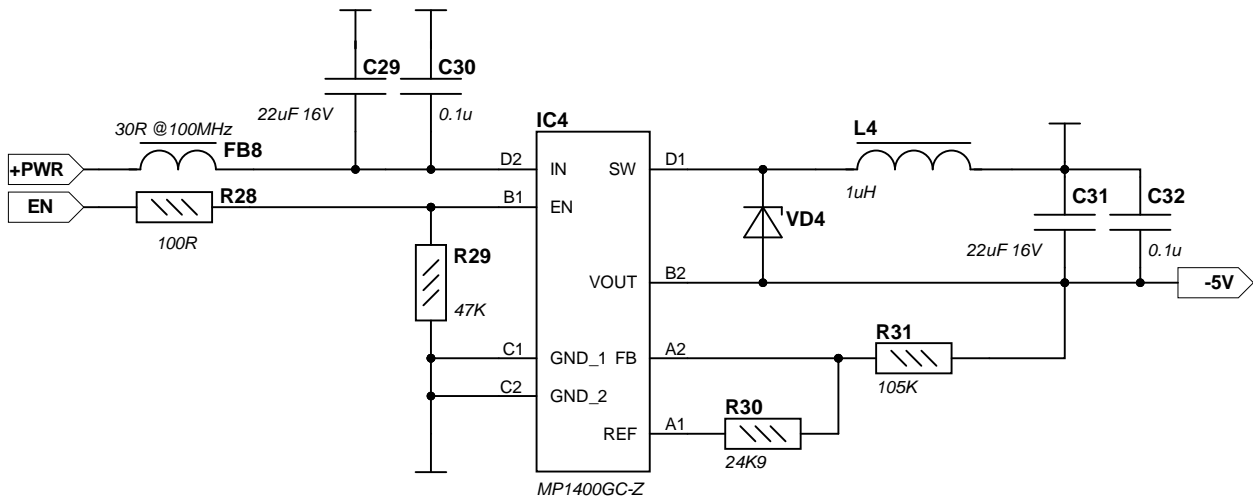 C29
C30
22uF 16V
0.1u
30R @100MHz
FB8
IC4
L4
+PWR
D2
IN
SW
D1
1uH
EN
R28
B1
EN
VD4
C31
C32
100R
R29
22uF 16V
0.1u
47K
VOUT
B2
-5V
R31
C1
GND_1
FB
A2
105K
C2
GND_2
R30
REF
A1
24K9
MP1400GC-Z